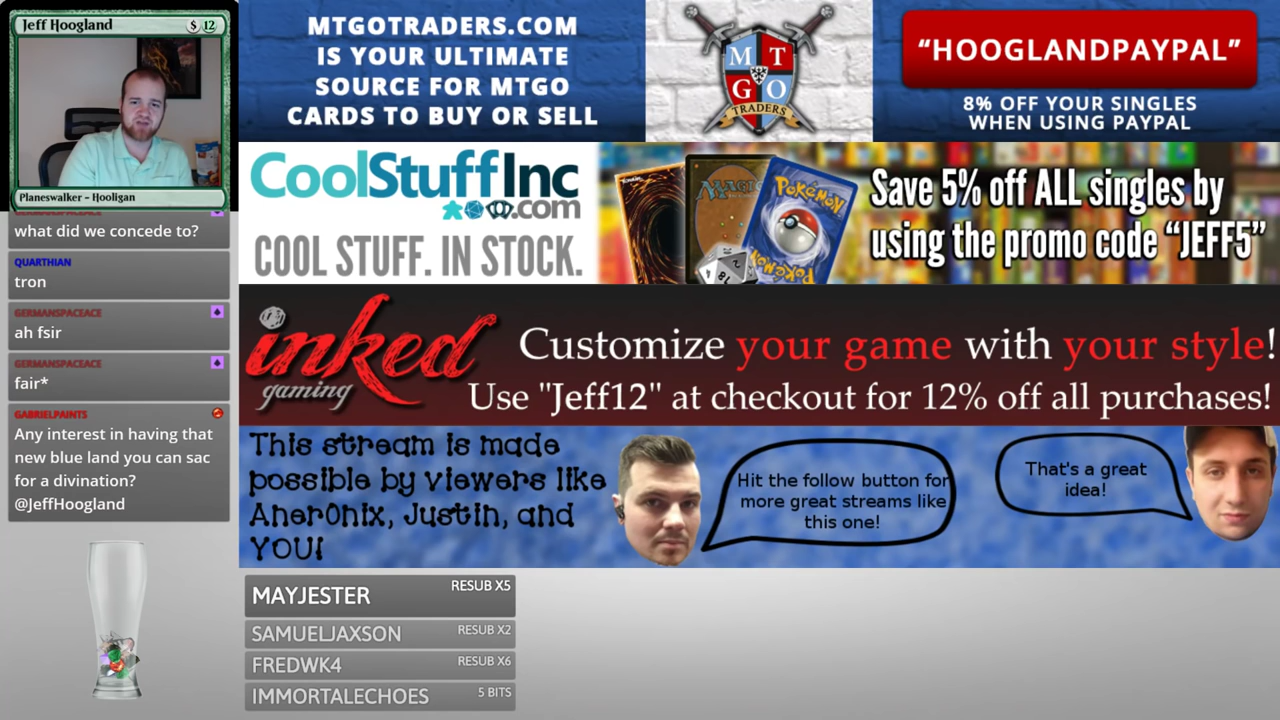 Jeff Hoogland
$ 12
Planeswalker – Hooligan
GERMANSPACEACE
what did we concede to?
QUARTHIAN
tron
GERMANSPACEACE
ah fsir
GERMANSPACEACE
fair*
GABRIELPAINTS
Any interest in having that
new blue land you can sac
for a divination?
@JeffHoogland
MTGOTRADERS.COM
IS YOUR ULTIMATE
SOURCE FOR MTGO
CARDS TO BUY OR SELL
M T
G O
TRADERS
“HOOGLANDPAYPAL”
8% OFF YOUR SINGLES
WHEN USING PAYPAL
CoolStuffInc
.com
COOL STUFF. IN STOCK.
MAGIC
POKéMON
Save 5% off ALL singles by
using the promo code “JEFF5”
inked
gaming
Customize your game with your style!
Use "Jeff12" at checkout for 12% off all purchases!
This stream is made
possible by viewers like
Aner0nix, Justin, and
YOU!
Hit the follow button for
more great streams like
this one!
That's a great
idea!
MAYJESTER RESUB X5
SAMUELJAXSON RESUB X2
FREDWK4 RESUB X6
IMMORTALECHOES 5 BITS